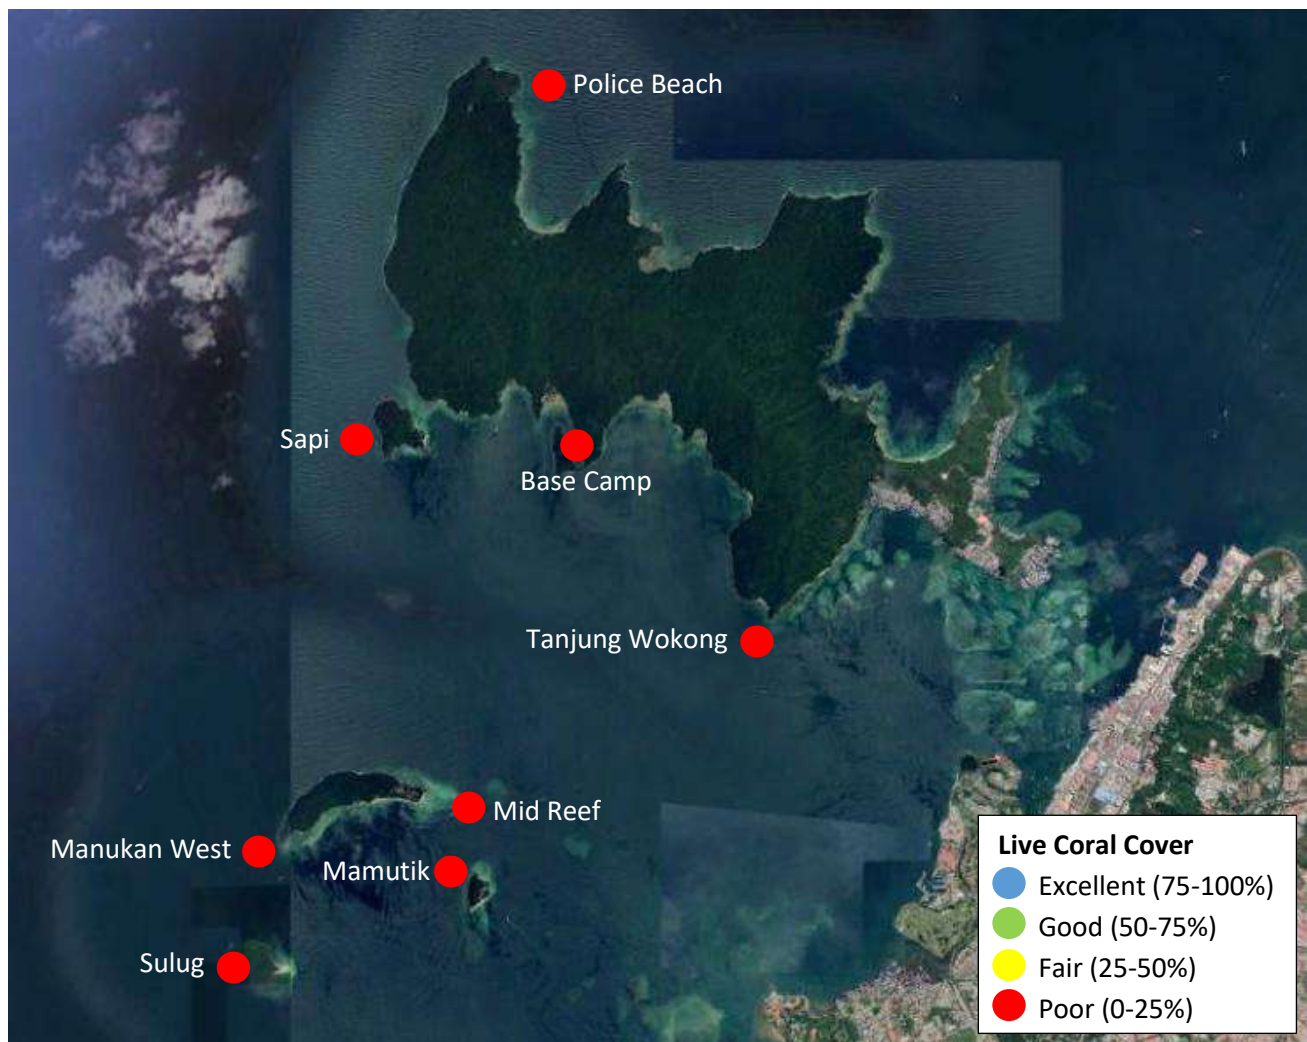 Police Beach
Sapi
Base Camp
Tanjung Wokong
Mid Reef
Manukan West
Mamutik
Sulug
Live Coral Cover
Excellent (75-100%)
Good (50-75%)
Fair (25-50%)
Poor (0-25%)